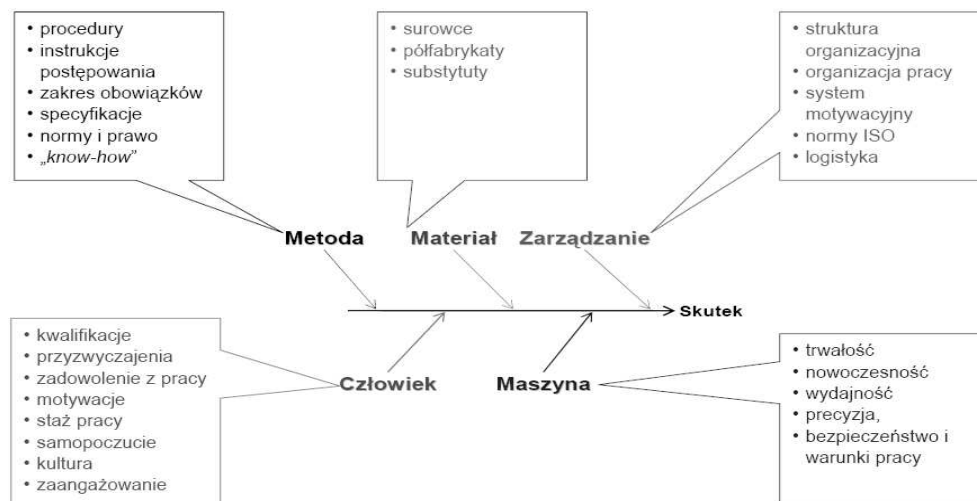 • procedury
• instrukcje
postępowania
• zakres obowiązków
• specyfikacje
• normy i prawo
• „know-how”
• surowce
• półfabrykaty
• substytuty
• struktura
organizacyjna
• organizacja pracy
• system
motywacyjny
• normy ISO
• logistyka
Metoda
Materiał
Zarządzanie
Skutek
• kwalifikacje
• przyzwyczajenia
• zadowolenie z pracy
• motywacje
• staż pracy
• samopoczucie
• kultura
• zaangażowanie
Człowiek
Maszyna
• trwałość
• nowoczesność
• wydajność
• precyzja,
• bezpieczeństwo i
warunki pracy